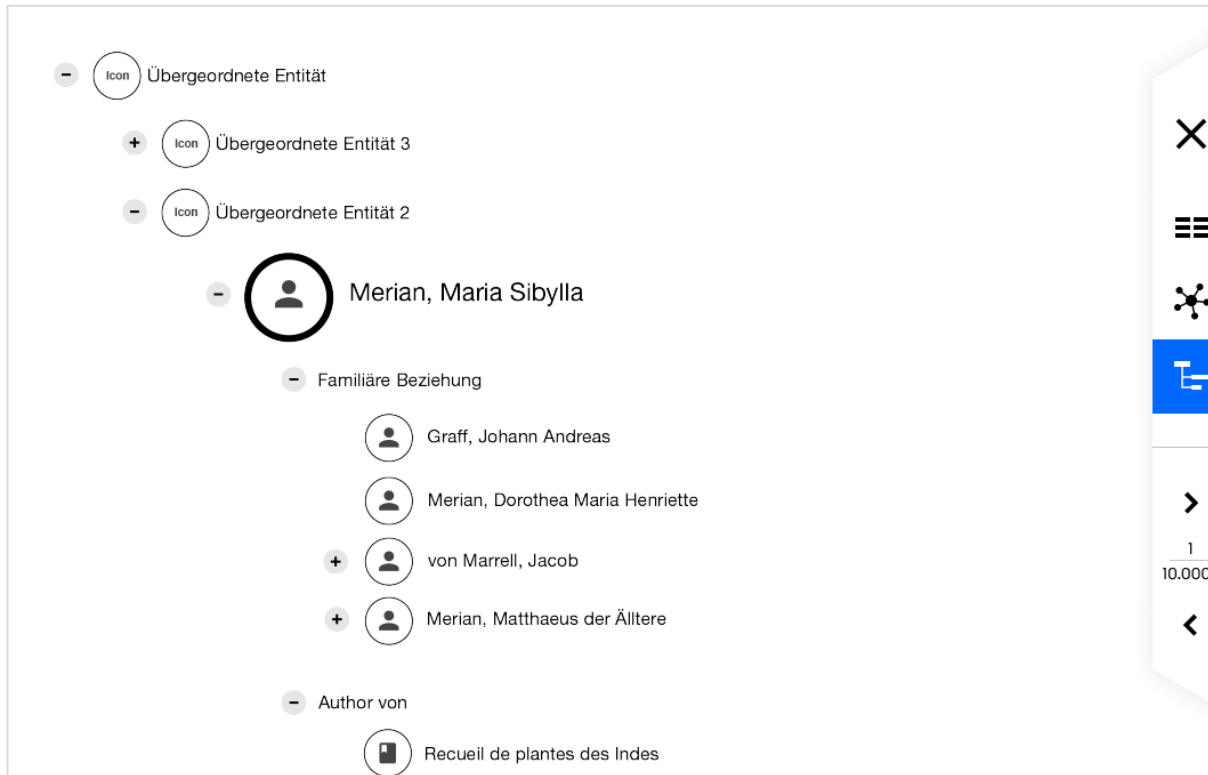 Icon Übergeordnete Entität
Icon Übergeordnete Entität 3
Icon Übergeordnete Entität 2
Merian, Maria Sibylla
Familiäre Beziehung
Graff, Johann Andreas
Merian, Dorothea Maria Henriette
von Marrell, Jacob
Merian, Matthaeus der Älltere
Author von
Recueil de plantes des Indes
1
10.000